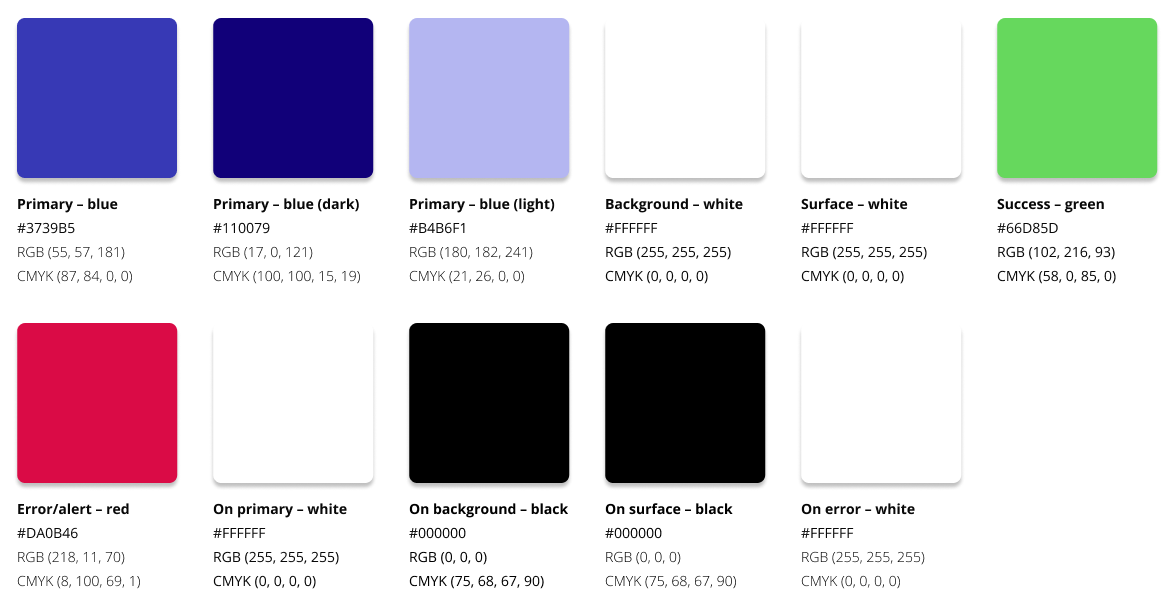 Primary – blue
#3739B5
RGB (55, 57, 181)
CMYK (87, 84, 0, 0)
Primary – blue (dark)
#110079
RGB (17, 0, 121)
CMYK (100, 100, 15, 19)
Primary – blue (light)
#B4B6F1
RGB (180, 182, 241)
CMYK (21, 26, 0, 0)
Background – white
#FFFFFF
RGB (255, 255, 255)
CMYK (0, 0, 0, 0)
Surface – white
#FFFFFF
RGB (255, 255, 255)
CMYK (0, 0, 0, 0)
Success – green
#66D85D
RGB (102, 216, 93)
CMYK (58, 0, 85, 0)
Error/alert – red
#DA0B46
RGB (218, 11, 70)
CMYK (8, 100, 69, 1)
On primary – white
#FFFFFF
RGB (255, 255, 255)
CMYK (0, 0, 0, 0)
On background – black
#000000
RGB (0, 0, 0)
CMYK (75, 68, 67, 90)
On surface – black
#000000
RGB (0, 0, 0)
CMYK (75, 68, 67, 90)
On error – white
#FFFFFF
RGB (255, 255, 255)
CMYK (0, 0, 0, 0)